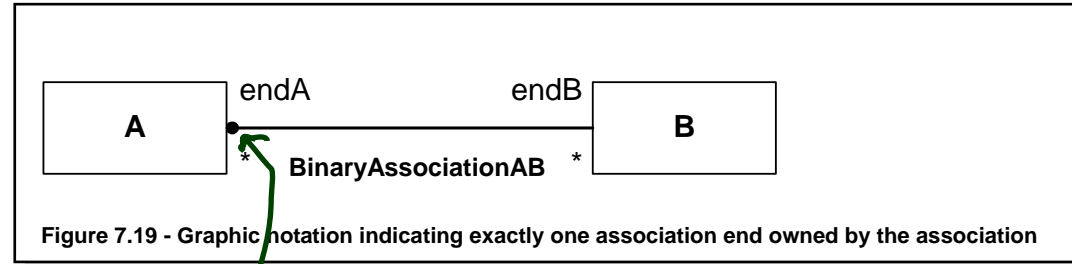 endA endB
A B
* BinaryAssociationAB *
Figure 7.19 - Graphic notation indicating exactly one association end owned by the association